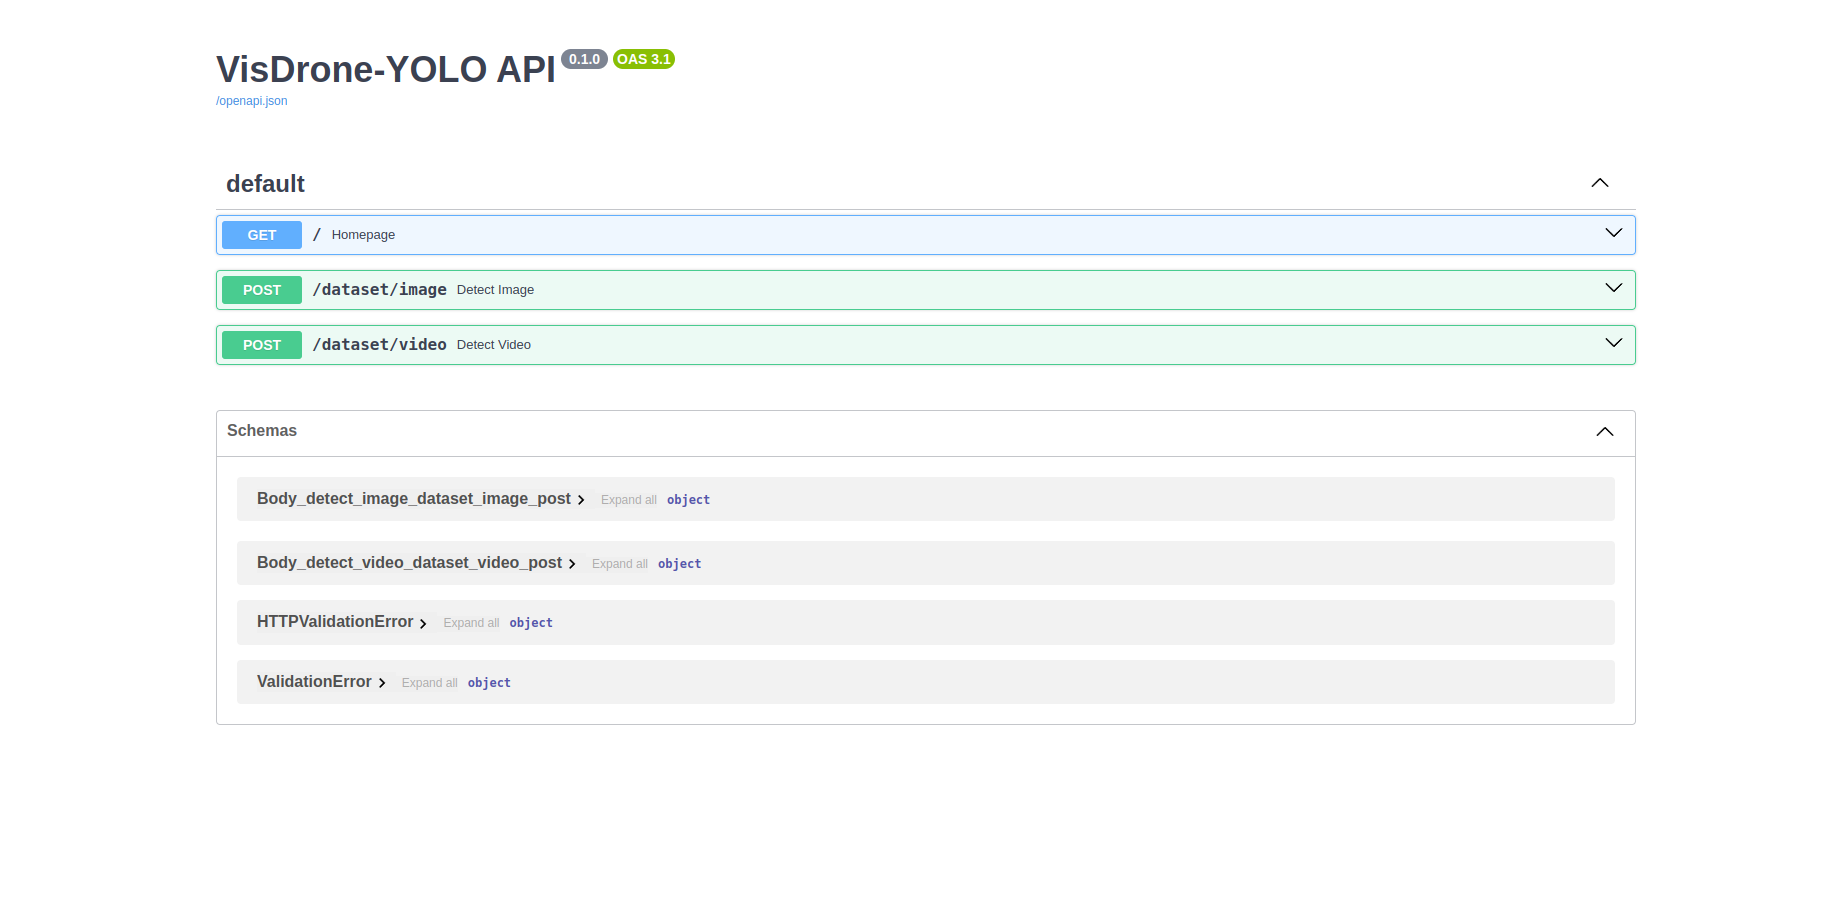 VisDrone-YOLO API 0.1.0 OAS 3.1
/openapi.json
default
GET / Homepage
POST /dataset/image Detect Image
POST /dataset/video Detect Video
Schemas
Body_detect_image_dataset_image_post Expand all object
Body_detect_video_dataset_video_post Expand all object
HTTPValidationError Expand all object
ValidationError Expand all object